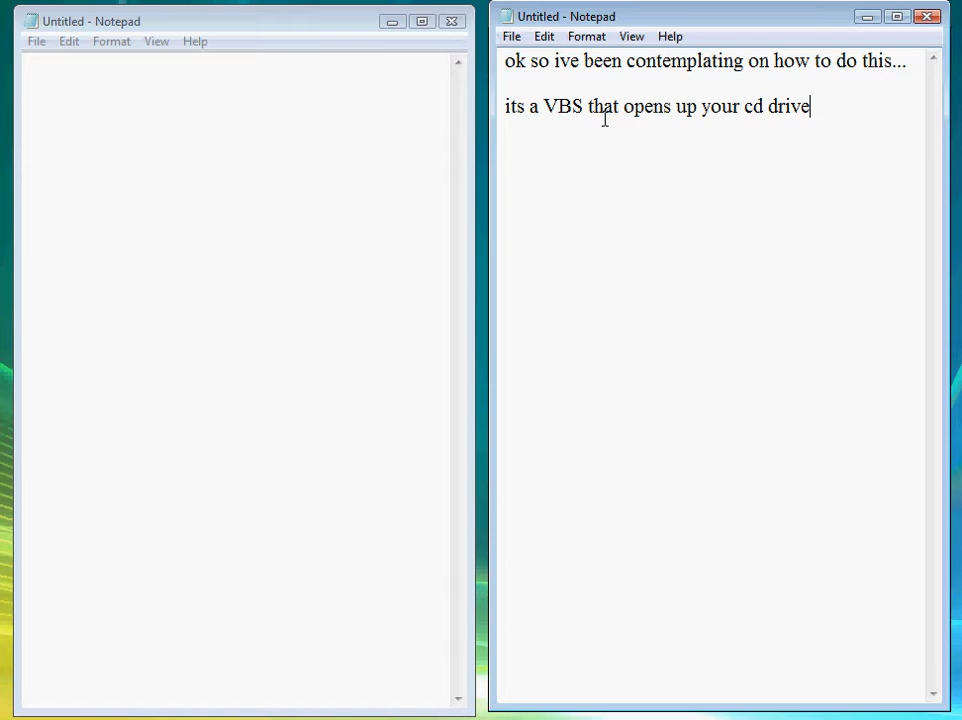 Untitled - Notepad
File Edit Format View Help
Untitled - Notepad
File Edit Format View Help
ok so ive been contemplating on how to do this...
its a VBS that opens up your cd drive